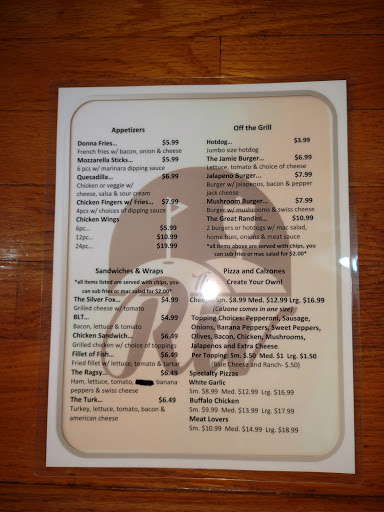 Appetizers
Donna Fries... $5.99
French fries w/ bacon, onion & cheese
Mozzarella Sticks... $5.99
6 pcs w/ marinara dipping sauce
Quesadilla... $6.99
Chicken or veggie w/
cheese, salsa & sour cream
Chicken Fingers w/ Fries... $7.99
4pcs w/ choices of dipping sauce
Chicken Wings
6pc... $5.99
12pc... $10.99
24pc... $19.99
Sandwiches & Wraps
*all items listed are served with chips, you
can sub fries or mac salad for $2.00*
The Silver Fox... $4.99
Grilled cheese w/ tomato
BLT... $4.99
Bacon, lettuce & tomato
Chicken Sandwich... $6.49
Grilled chicken w/ choice of toppings
Fillet of Fish... $6.49
Fried fillet w/ lettuce, tomato & tartar
The Ragsy... $6.49
Ham, lettuce, tomato, banana
peppers & swiss cheese
The Turk... $6.49
Turkey, lettuce, tomato, bacon &
american cheese
Off the Grill
Hotdog... $3.99
Jumbo size hotdog
The Jamie Burger... $6.99
Lettuce, tomato & choice of cheese
Jalapeno Burger... $7.99
Burger w/ jalapenos, bacon & pepper
jack cheese
Mushroom Burger... $7.99
Burger w/ mushrooms & swiss cheese
The Great Randini... $10.99
2 burgers or hotdogs w/ mac salad,
home fries, onions & meat sauce
*all items above are served with chips, you
can sub fries or mac salad for $2.00*
Pizza and Calzones
Create Your Own!
Cheese Sm. $8.99 Med. $12.99 Lrg. $16.99
(Calzone comes in one size)
Topping Choices: Pepperoni, Sausage,
Onions, Banana Peppers, Sweet Peppers,
Olives, Bacon, Chicken, Mushrooms,
Jalapenos and Extra Cheese.
Per Topping Sm. $.50 Med. $1 Lrg. $1.50
(Blue Cheese and Ranch- $.50)
Specialty Pizzas
White Garlic
Sm. $8.99 Med. $12.99 Lrg. $16.99
Buffalo Chicken
Sm. $9.99 Med. $13.99 Lrg. $17.99
Meat Lovers
Sm. $10.99 Med. $14.99 Lrg. $18.99